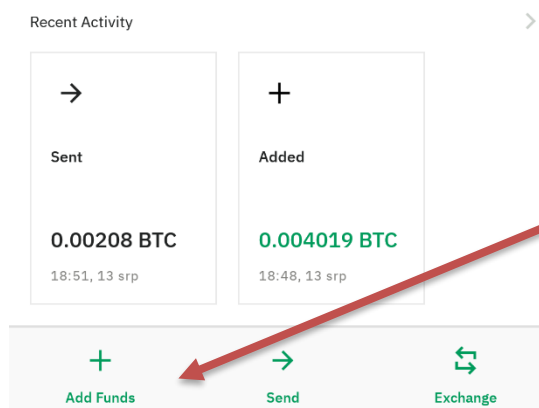 Recent Activity
Sent
Added
0.00208 BTC
0.004019 BTC
18:51, 13 srp
18:48, 13 srp
Add Funds
Send
Exchange